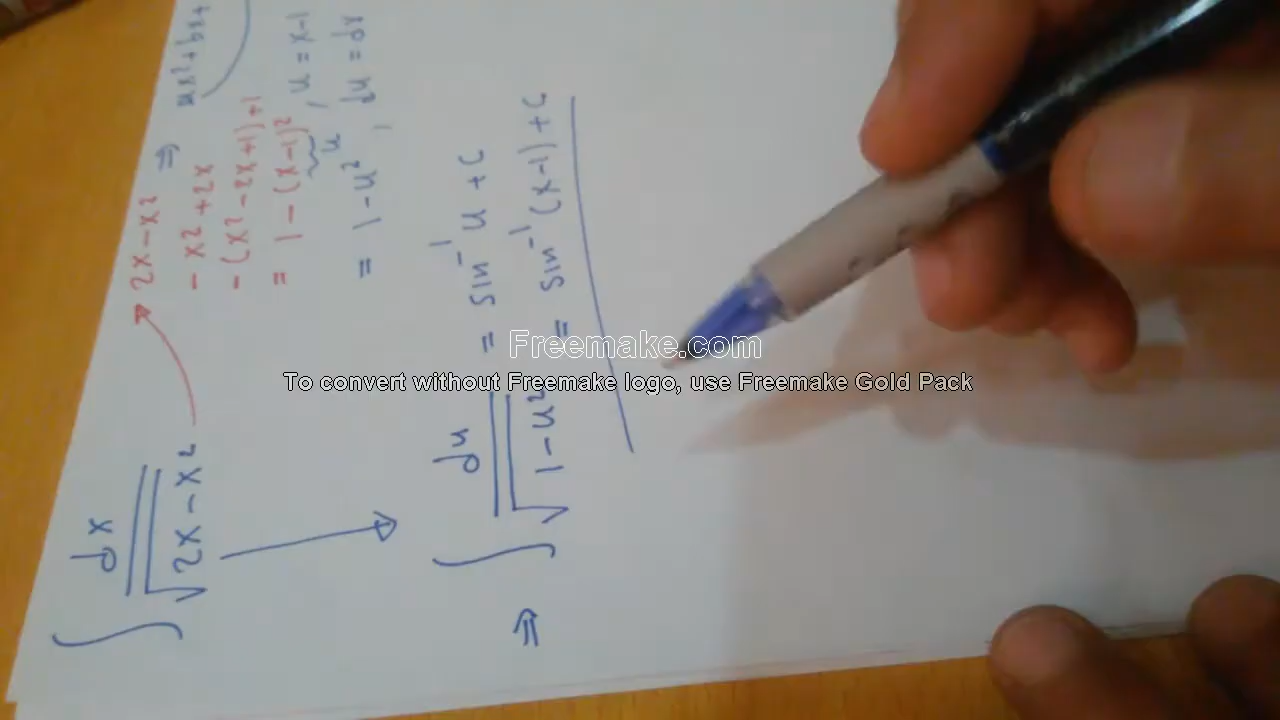 ∫ dx / √(2x - x²)
2x - x² ⇒
- x² + 2x
- (x² - 2x + 1) + 1
= 1 - (x - 1)² , u = x - 1
u
= 1 - u² , du = dx
⇒ ∫ du / √(1 - u²) = sin⁻¹ u + c
= sin⁻¹ (x - 1) + c
Freemake.com
To convert without Freemake logo, use Freemake Gold Pack